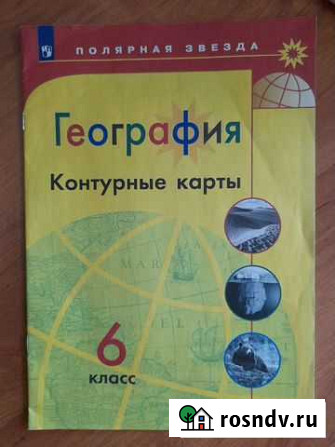 ПОЛЯРНАЯ ЗВЕЗДА
География
Контурные карты
6
класс
rosndv.ru